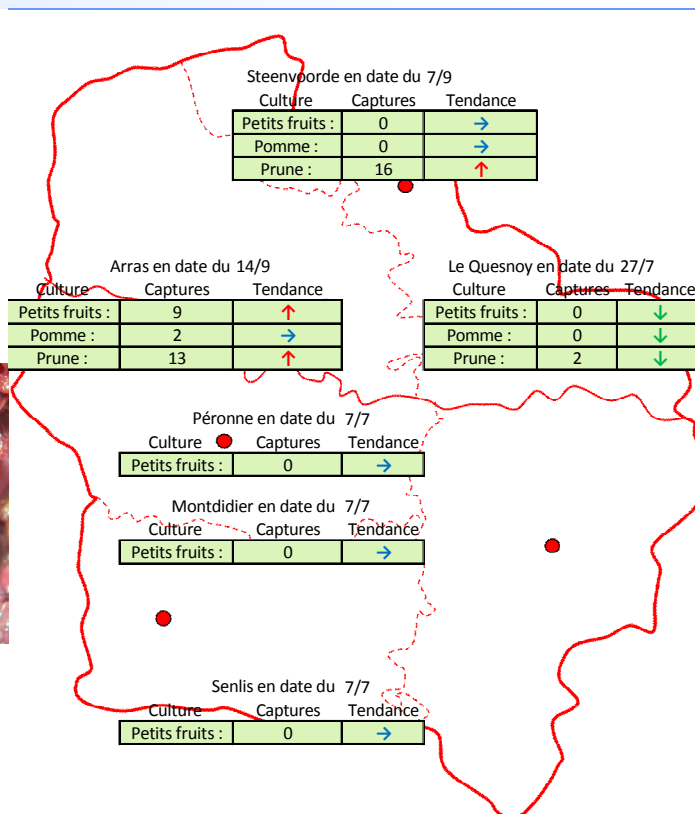 Steenvoorde en date du 7/9
Culture Captures Tendance
Petits fruits : 0 →
Pomme : 0 →
Prune : 16 ↑
Arras en date du 14/9
Culture Captures Tendance
Petits fruits : 9 ↑
Pomme : 2 →
Prune : 13 ↑
Le Quesnoy en date du 27/7
Culture Captures Tendance
Petits fruits : 0 ↓
Pomme : 0 ↓
Prune : 2 ↓
Péronne en date du 7/7
Culture Captures Tendance
Petits fruits : 0 →
Montdidier en date du 7/7
Culture Captures Tendance
Petits fruits : 0 →
Senlis en date du 7/7
Culture Captures Tendance
Petits fruits : 0 →